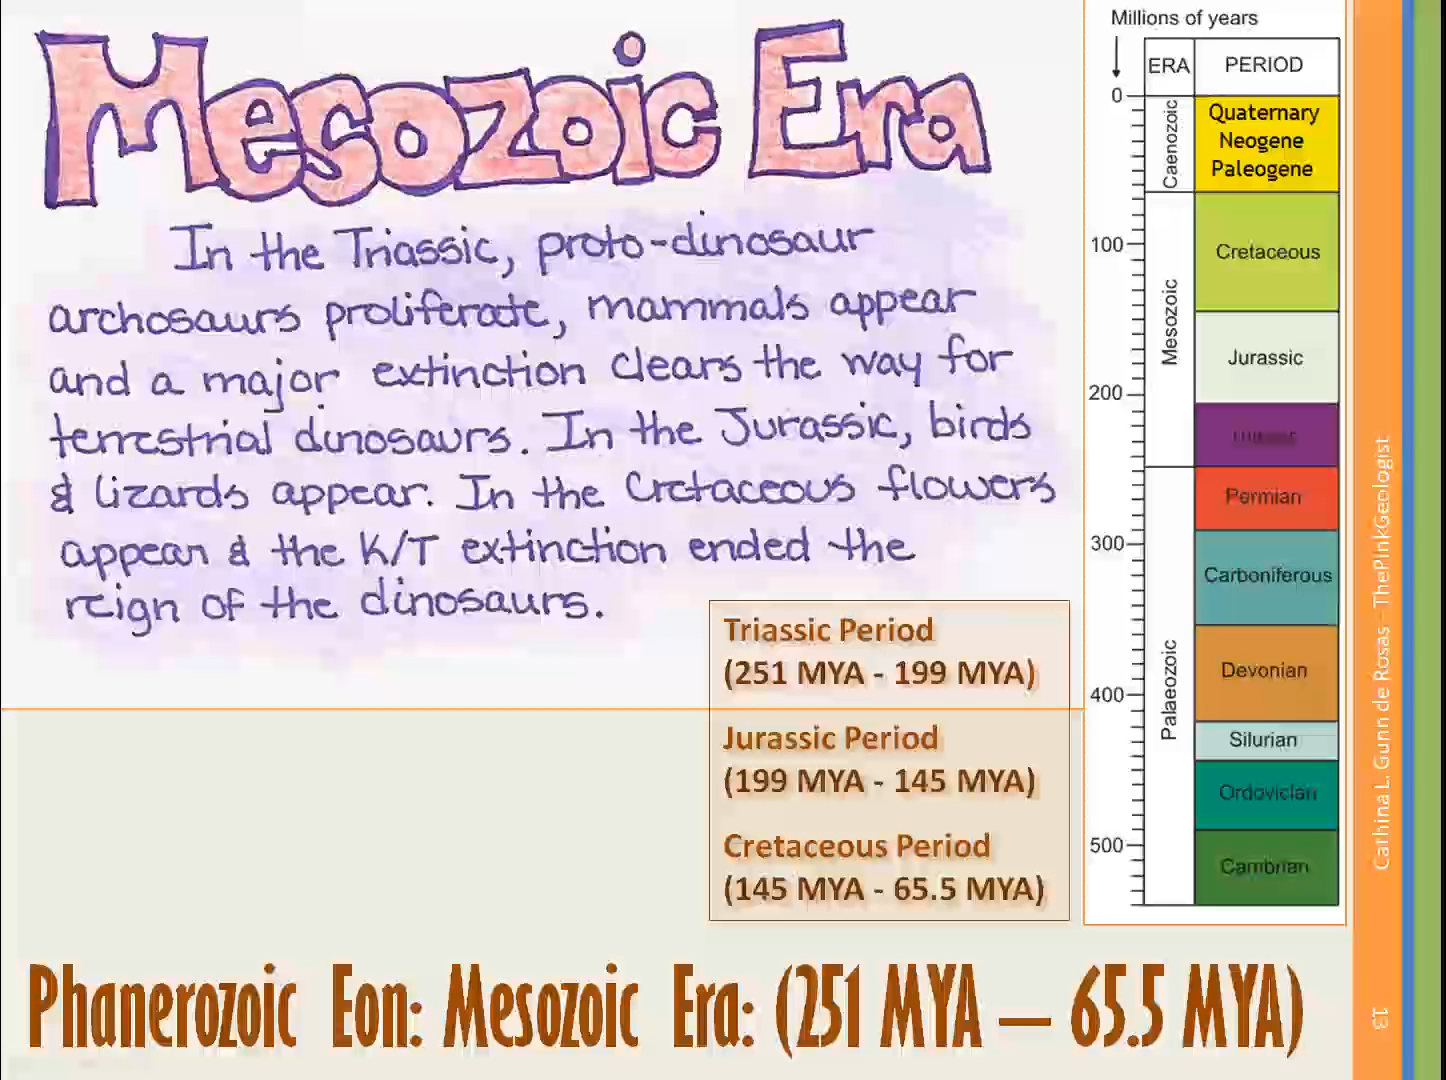 Mesozoic Era
In the Triassic, proto-dinosaur
archosaurs proliferate, mammals appear
and a major extinction clears the way for
terrestrial dinosaurs. In the Jurassic, birds
& lizards appear. In the Cretaceous flowers
appear & the K/T extinction ended the
reign of the dinosaurs.
Triassic Period
(251 MYA - 199 MYA)
Jurassic Period
(199 MYA - 145 MYA)
Cretaceous Period
(145 MYA - 65.5 MYA)
Phanerozoic Eon: Mesozoic Era: (251 MYA — 65.5 MYA)
Millions of years
ERA PERIOD
0
Caenozoic
Quaternary
Neogene
Paleogene
100
Cretaceous
Mesozoic
Jurassic
200
Triassic
Permian
300
Carboniferous
Palaeozoic
Devonian
400
Silurian
Ordovician
500
Cambrian
Carhina L. Gunn de Rosas - ThePinkGeologist
13